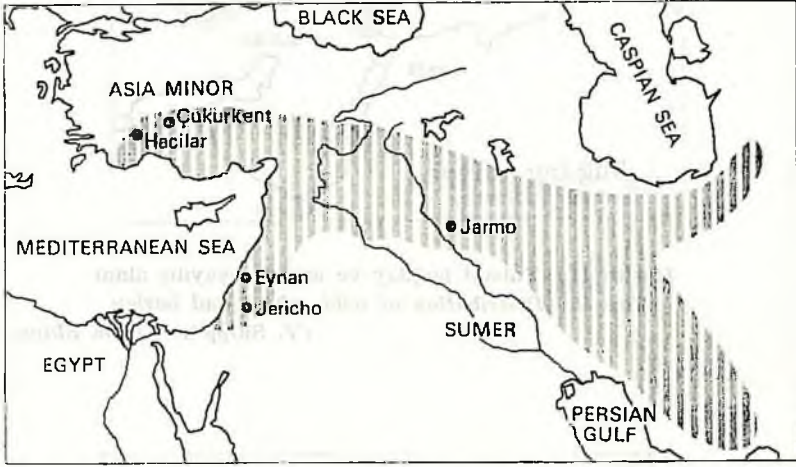 BLACK SEA
CASPIAN SEA
ASIA MINOR
Çukurkent
Hacilar
Jarmo
MEDITERRANEAN SEA
Eynan
Jericho
SUMER
EGYPT
PERSIAN
GULF